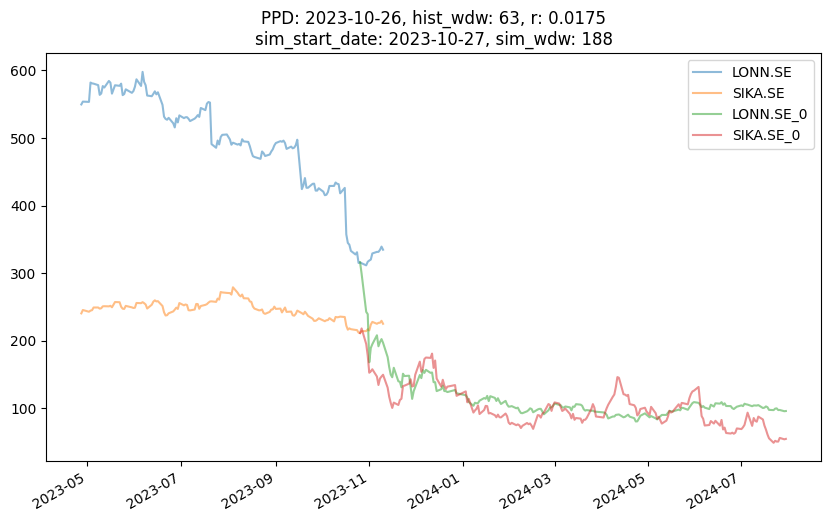 PPD: 2023-10-26, hist_wdw: 63, r: 0.0175
sim_start_date: 2023-10-27, sim_wdw: 188
LONN.SE
SIKA.SE
LONN.SE_0
SIKA.SE_0
600
500
400
300
200
100
2023-05
2023-07
2023-09
2023-11
2024-01
2024-03
2024-05
2024-07